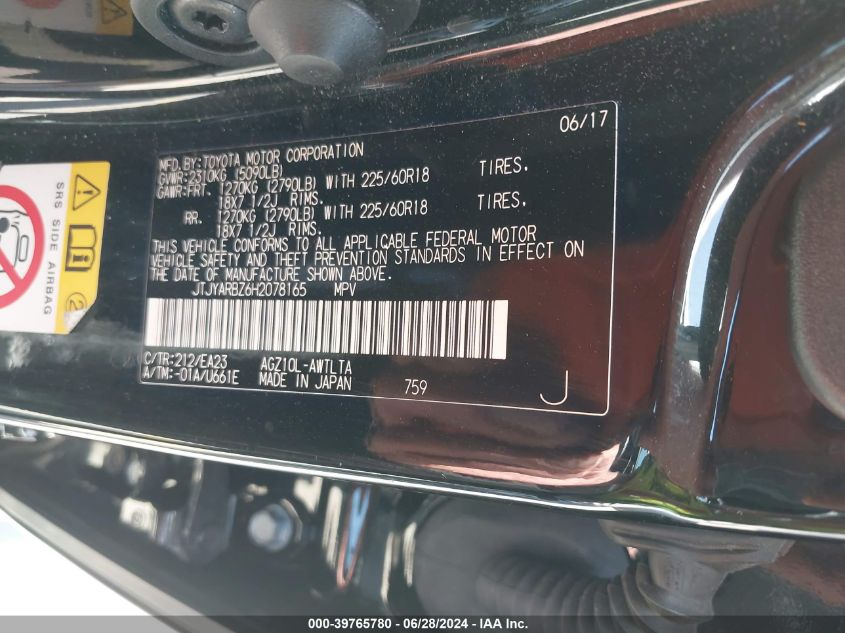 06/17
MFD.BY:TOYOTA MOTOR CORPORATION
GVWR:2310KG (5090LB)
GAWR:FRT. 1270KG (2790LB) WITH 225/60R18 TIRES.
18X7 1/2J RIMS.
RR. 1270KG (2790LB) WITH 225/60R18 TIRES.
18X7 1/2J RIMS.
THIS VEHICLE CONFORMS TO ALL APPLICABLE FEDERAL MOTOR
VEHICLE SAFETY AND THEFT PREVENTION STANDARDS IN EFFECT ON
THE DATE OF MANUFACTURE SHOWN ABOVE.
JTJYARBZ6H2078165 MPV
C/TR:212/EA23 AGZ10L-AWTLTA
A/TM:-01A/U661E MADE IN JAPAN 759 J
SRS SIDE AIRBAG
2
000-39765780 - 06/28/2024 - IAA Inc.